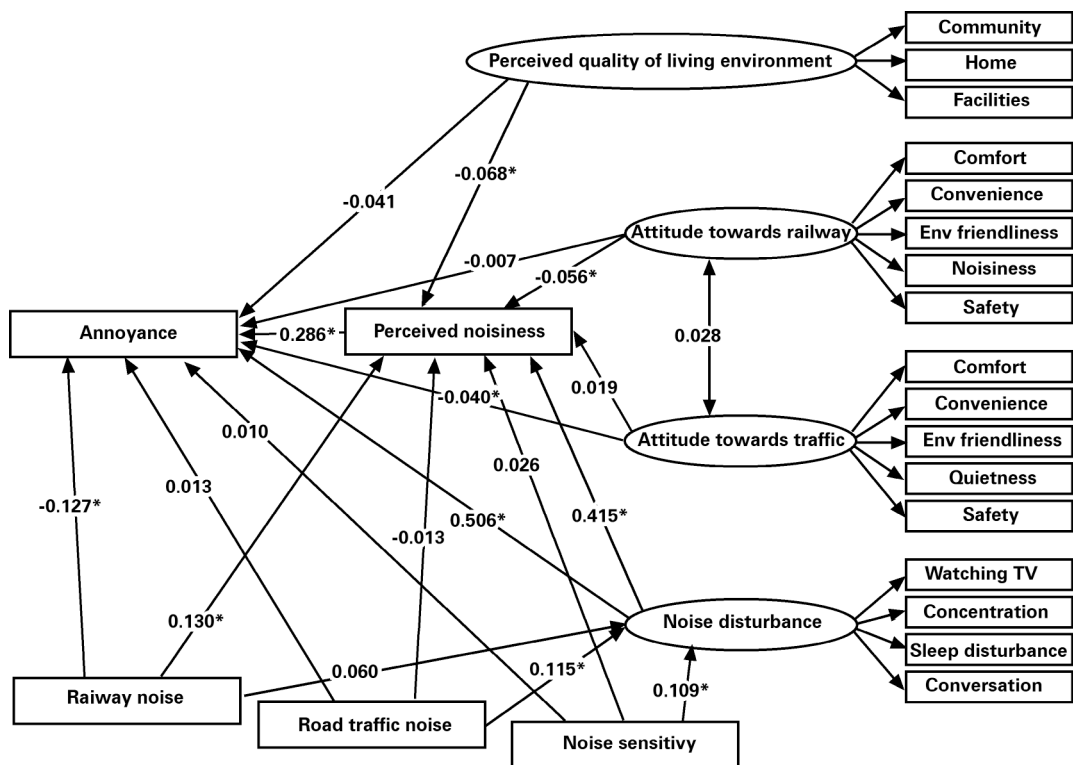 Community
Perceived quality of living environment
Home
Facilities
-0.068*
-0.041
Comfort
Convenience
Attitude towards railway
Env friendliness
-0.007
-0.056*
Noisiness
Safety
Annoyance
0.286*
Perceived noisiness
0.028
Comfort
0.019
-0.040*
Convenience
0.010
Attitude towards traffic
Env friendliness
0.026
Quietness
0.013
-0.127*
0.506*
0.415*
-0.013
Safety
Watching TV
0.130*
Noise disturbance
Concentration
Sleep disturbance
0.060
0.115*
Conversation
0.109*
Raiway noise
Road traffic noise
Noise sensitivy